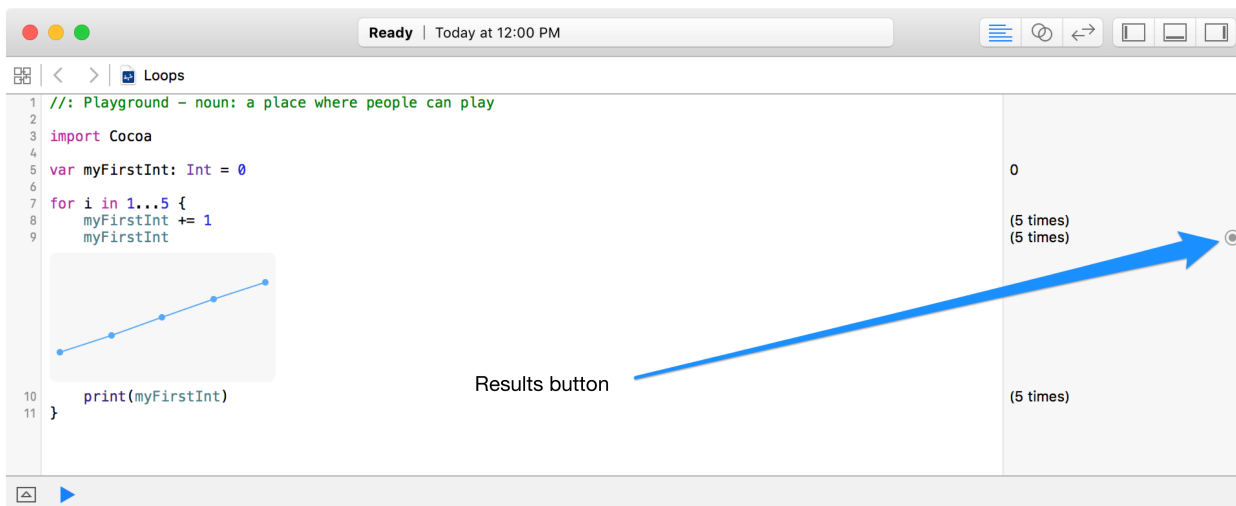 Ready | Today at 12:00 PM
Loops
1 //: Playground – noun: a place where people can play
2
3 import Cocoa
4
5 var myFirstInt: Int = 0 0
6
7 for i in 1...5 {
8 myFirstInt += 1 (5 times)
9 myFirstInt (5 times)
Results button
10 print(myFirstInt) (5 times)
11 }